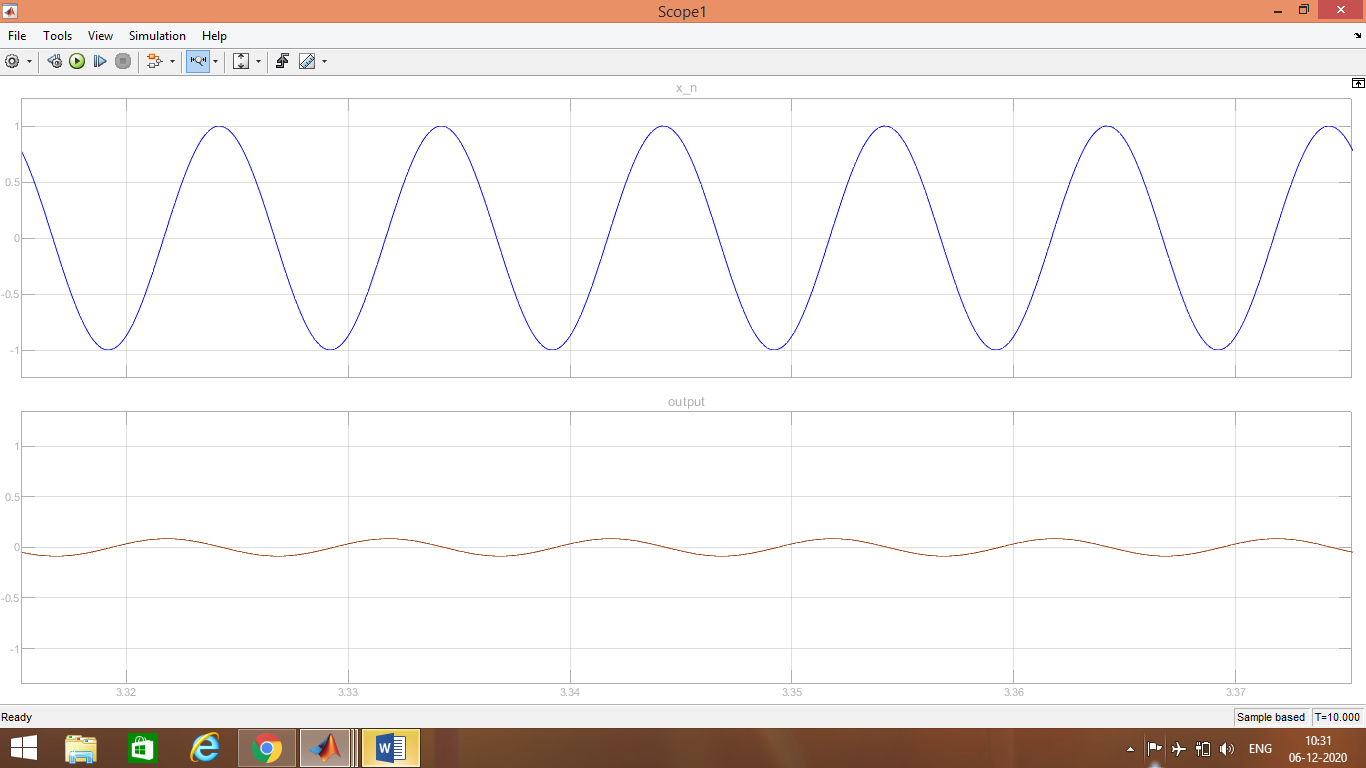 Scope1
File Tools View Simulation Help
x_n
1
0.5
0
-0.5
-1
output
1
0.5
0
-0.5
-1
3.32 3.33 3.34 3.35 3.36 3.37
Ready Sample based T=10.000
W ENG 10:31
06-12-2020